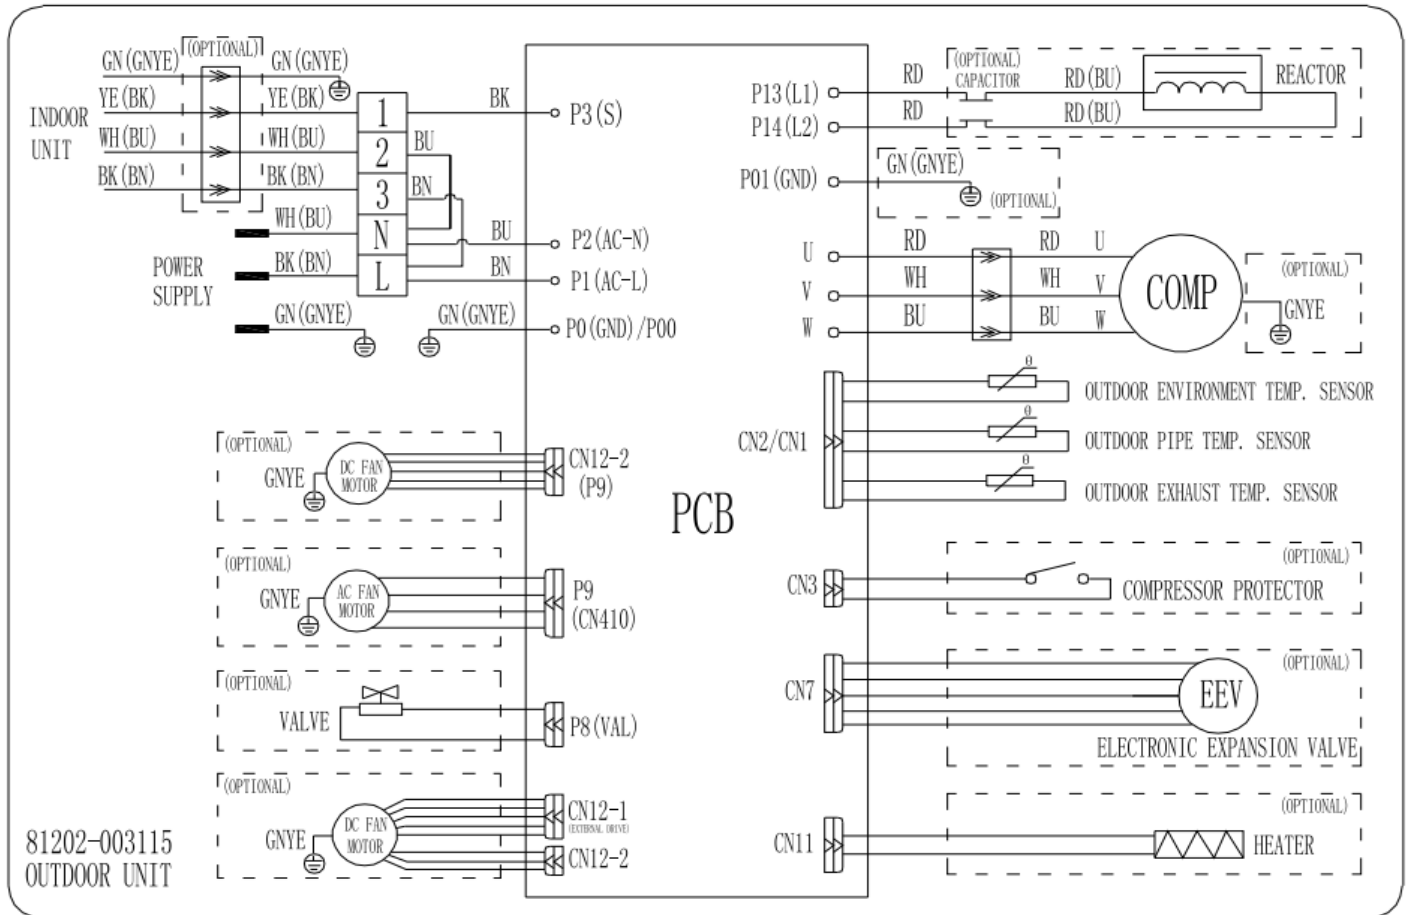 GN(GNYE)
(OPTIONAL)
GN(GNYE)
YE(BK)
YE(BK)
INDOOR
UNIT
WH(BU)
WH(BU)
BK(BN)
BK(BN)
1
2
3
N
L
BK
BU
BN
BU
BN
WH(BU)
POWER
SUPPLY
BK(BN)
GN(GNYE)
GN(GNYE)
P3(S)
P2(AC-N)
P1(AC-L)
P0(GND)/P00
(OPTIONAL)
GNYE
DC FAN
MOTOR
CN12-2
(P9)
(OPTIONAL)
GNYE
AC FAN
MOTOR
P9
(CN410)
(OPTIONAL)
VALVE
P8(VAL)
(OPTIONAL)
GNYE
DC FAN
MOTOR
CN12-1
(EXTERNAL DRIVE)
CN12-2
81202-003115
OUTDOOR UNIT
PCB
P13(L1)
RD
(OPTIONAL)
CAPACITOR
RD(BU)
REACTOR
P14(L2)
RD
RD(BU)
P01(GND)
GN(GNYE)
(OPTIONAL)
U
RD
RD
U
V
WH
WH
V
W
BU
BU
W
COMP
(OPTIONAL)
GNYE
CN2/CN1
θ
OUTDOOR ENVIRONMENT TEMP. SENSOR
θ
OUTDOOR PIPE TEMP. SENSOR
θ
OUTDOOR EXHAUST TEMP. SENSOR
CN3
(OPTIONAL)
COMPRESSOR PROTECTOR
CN7
(OPTIONAL)
EEV
ELECTRONIC EXPANSION VALVE
CN11
(OPTIONAL)
HEATER